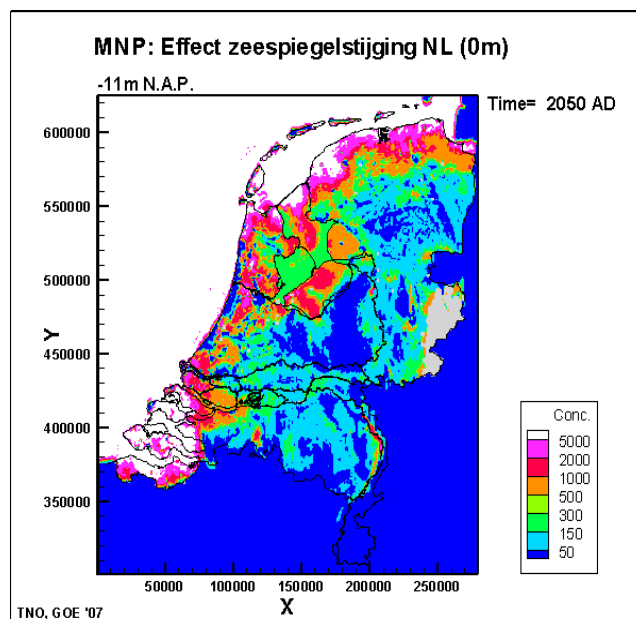 MNP: Effect zeespiegelstijging NL (0m)
-11m N.A.P.
Time= 2050 AD
600000
550000
500000
450000
400000
350000
Y
50000 100000 150000 200000 250000
X
Conc.
5000
2000
1000
500
300
150
50
TNO, GOE '07